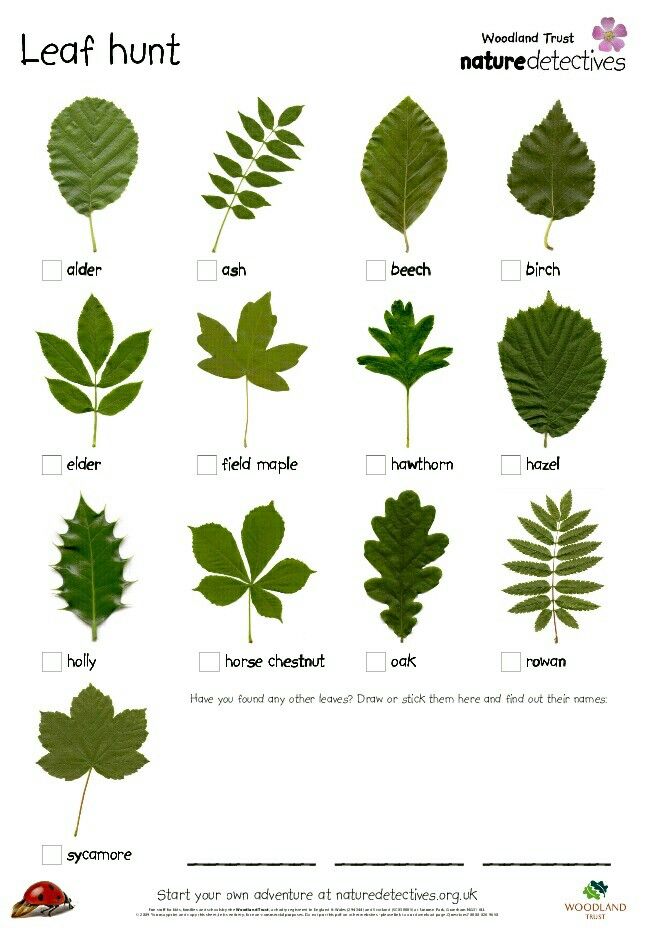 Leaf hunt
Woodland Trust
naturedetectives
alder
ash
beech
birch
elder
field maple
hawthorn
hazel
holly
horse chestnut
oak
rowan
Have you found any other leaves? Draw or stick them here and find out their names:
sycamore
Start your own adventure at naturedetectives.org.uk
WOODLAND
TRUST